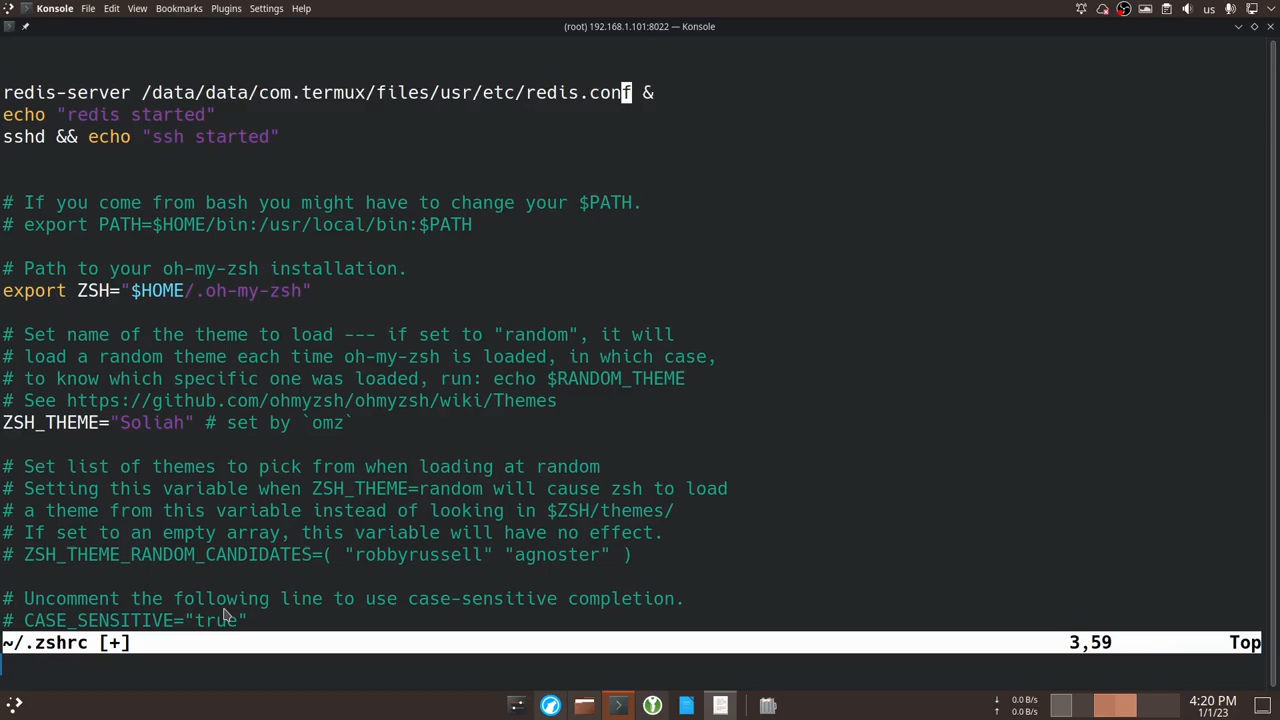 Konsole File Edit View Bookmarks Plugins Settings Help
us
(root) 192.168.1.101:8022 — Konsole
redis-server /data/data/com.termux/files/usr/etc/redis.conf &
echo "redis started"
sshd && echo "ssh started"
# If you come from bash you might have to change your $PATH.
# export PATH=$HOME/bin:/usr/local/bin:$PATH
# Path to your oh-my-zsh installation.
export ZSH="$HOME/.oh-my-zsh"
# Set name of the theme to load --- if set to "random", it will
# load a random theme each time oh-my-zsh is loaded, in which case,
# to know which specific one was loaded, run: echo $RANDOM_THEME
# See https://github.com/ohmyzsh/ohmyzsh/wiki/Themes
ZSH_THEME="Soliah" # set by `omz`
# Set list of themes to pick from when loading at random
# Setting this variable when ZSH_THEME=random will cause zsh to load
# a theme from this variable instead of looking in $ZSH/themes/
# If set to an empty array, this variable will have no effect.
# ZSH_THEME_RANDOM_CANDIDATES=( "robbyrussell" "agnoster" )
# Uncomment the following line to use case-sensitive completion.
# CASE_SENSITIVE="true"
~/.zshrc [+] 3,59 Top
↓ 0.0 B/s
↑ 0.0 B/s
4:20 PM
1/1/23